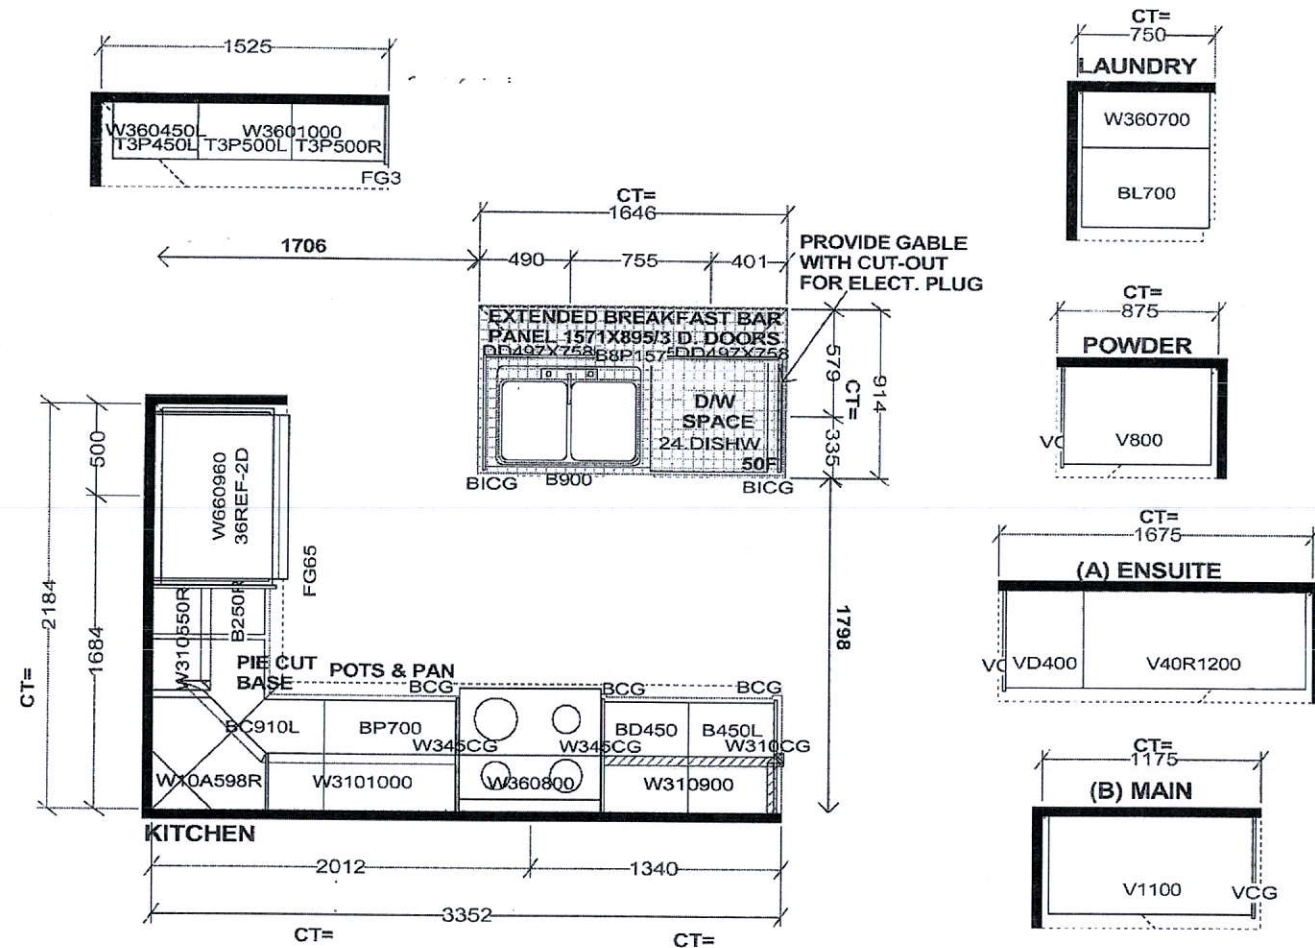 1525
W360450L W3601000
T3P450L T3P500L T3P500R
FG3
CT=
750
LAUNDRY
W360700
BL700
CT=
1646
1706
490 755 401
PROVIDE GABLE
WITH CUT-OUT
FOR ELECT. PLUG
EXTENDED BREAKFAST BAR
PANEL 1571X895/3 D. DOORS
DD497X758 B8P157 DD497X758
D/W
SPACE
24 DISHW
50F
BICG B900 BICG
579
335
CT=
914
CT=
875
POWDER
V800
500
2184
1684
CT=
W660960
36REF-2D
FG65
W310550R
B250R
PIE CUT
BASE
POTS & PAN
BCG BCG BCG
BC910L BP700 BD450 B450L
W345CG W345CG W310CG
W10A598R W3101000 W360800 W310900
1798
KITCHEN
2012 1340
3352
CT= CT=
CT=
1675
(A) ENSUITE
VC VD400 V40R1200
CT=
1175
(B) MAIN
V1100 VCG